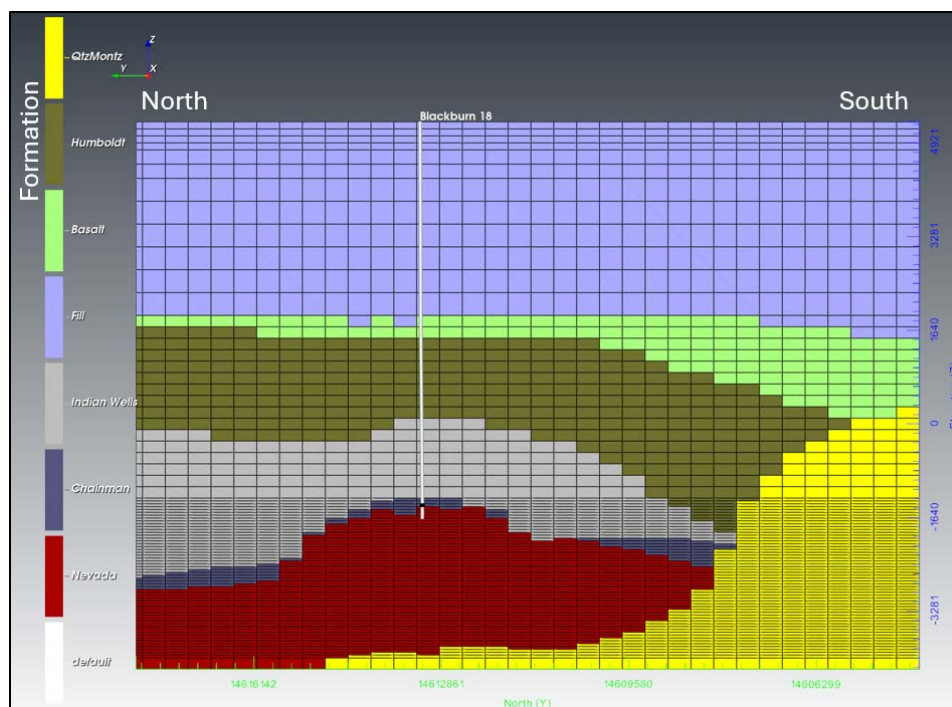 Formation
QtzMontz
Humboldt
Basalt
Fill
Indian Wells
Chainman
Nevada
default
Z
Y
X
North
South
Blackburn 18
4921
3281
1640
0
-1640
-3281
14616142
14612861
14609580
14606299
North (Y)